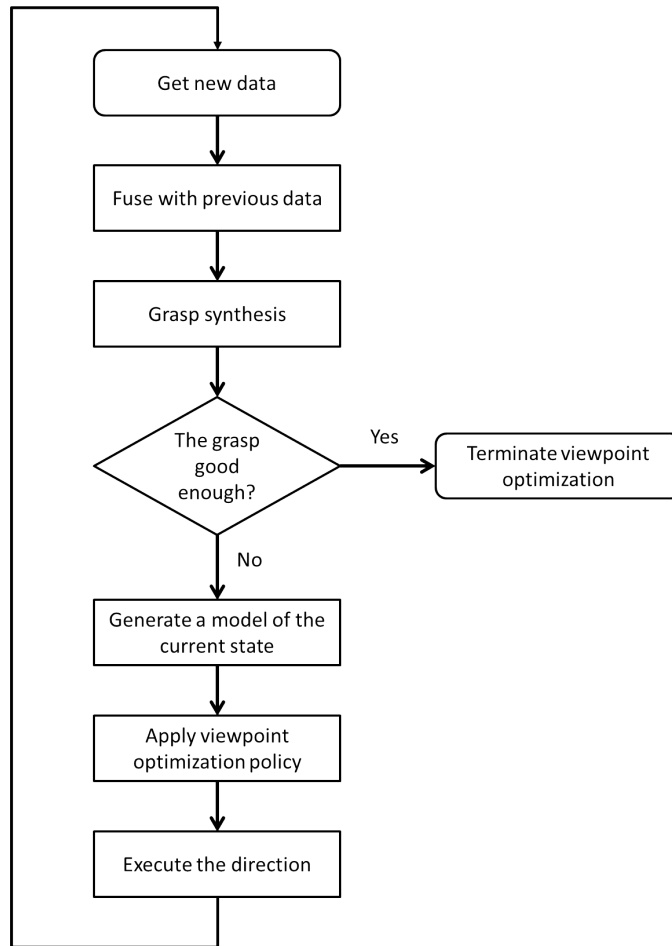 Get new data
Fuse with previous data
Grasp synthesis
The grasp
good
enough?
Yes
Terminate viewpoint
optimization
No
Generate a model of the
current state
Apply viewpoint
optimization policy
Execute the direction